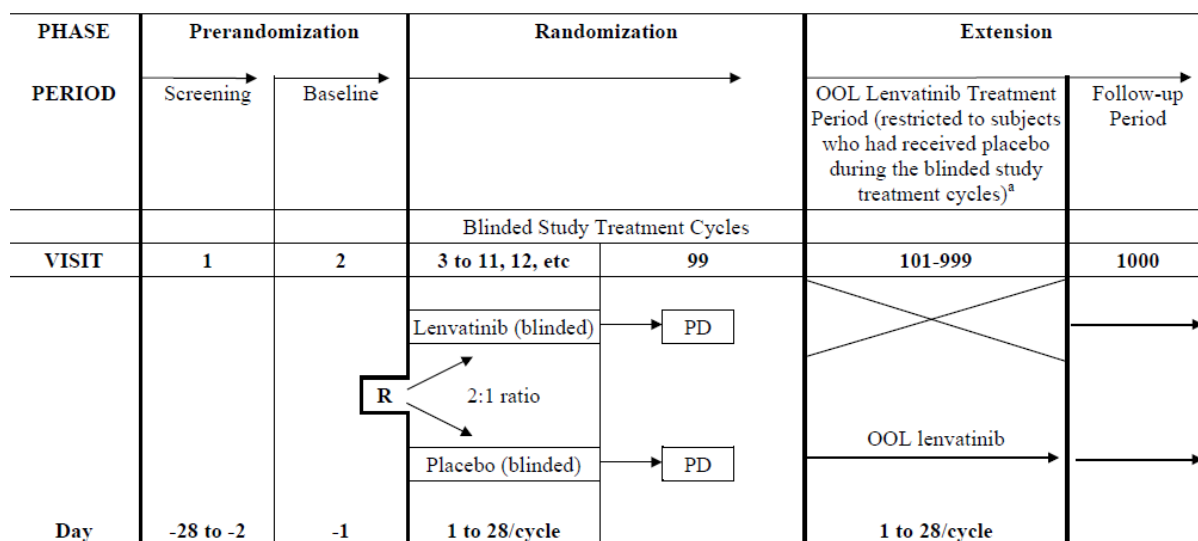 PHASE Prerandomization Randomization Extension
PERIOD Screening Baseline OOL Lenvatinib Treatment Follow-up
Period (restricted to subjects Period
who had received placebo
during the blinded study
treatment cycles)ᵃ
Blinded Study Treatment Cycles
VISIT 1 2 3 to 11, 12, etc 99 101-999 1000
Lenvatinib (blinded) PD
R 2:1 ratio
OOL lenvatinib
Placebo (blinded) PD
Day -28 to -2 -1 1 to 28/cycle 1 to 28/cycle